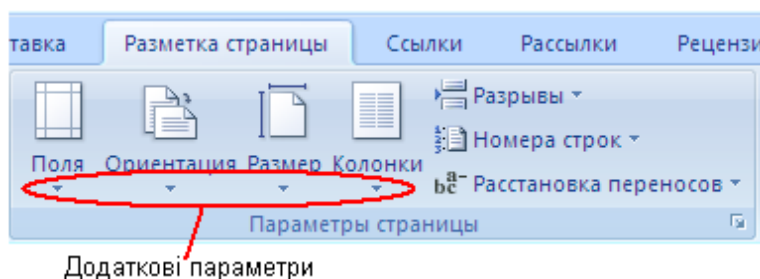 тавка Разметка страницы Ссылки Рассылки Рецензи
Поля Ориентация Размер Колонки
Разрывы
Номера строк
Расстановка переносов
Параметры страницы
Додаткові параметри